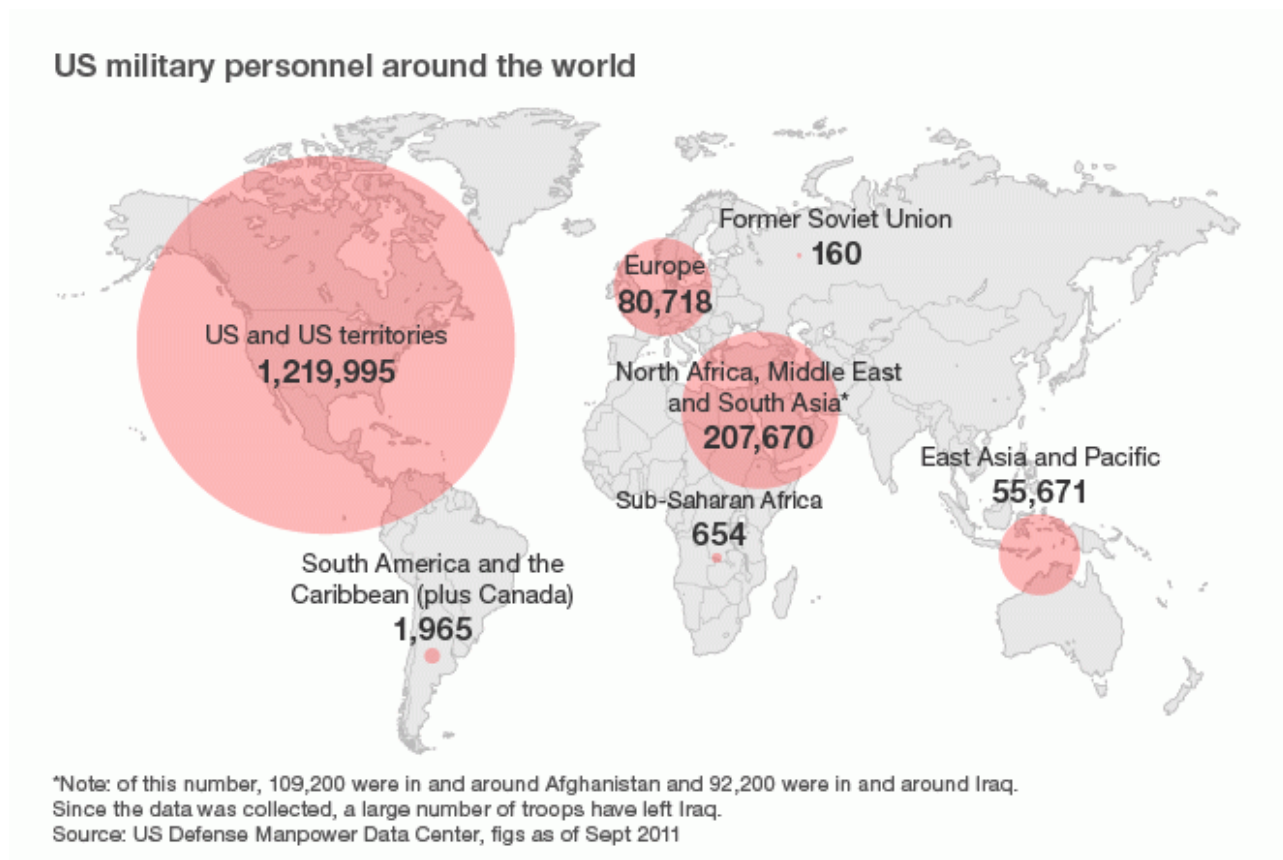 US military personnel around the world
Former Soviet Union
160
Europe
80,718
US and US territories
1,219,995
North Africa, Middle East
and South Asia*
207,670
East Asia and Pacific
55,671
Sub-Saharan Africa
654
South America and the
Caribbean (plus Canada)
1,965
*Note: of this number, 109,200 were in and around Afghanistan and 92,200 were in and around Iraq.
Since the data was collected, a large number of troops have left Iraq.
Source: US Defense Manpower Data Center, figs as of Sept 2011